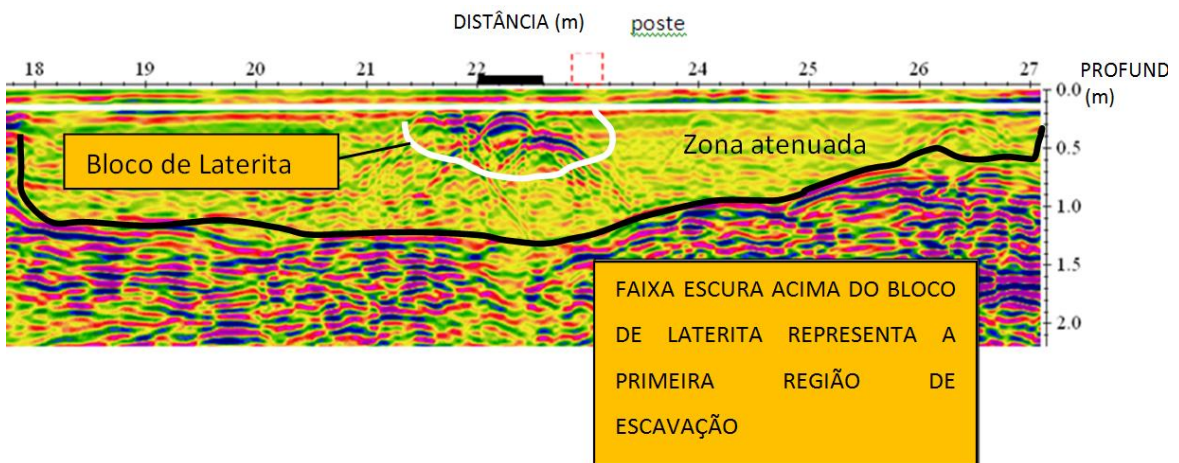 DISTÂNCIA (m) poste
18 19 20 21 22 24 25 26 27 PROFUND
(m)
0.0
Bloco de Laterita
Zona atenuada
0.5
1.0
1.5
2.0
FAIXA ESCURA ACIMA DO BLOCO
DE LATERITA REPRESENTA A
PRIMEIRA REGIÃO DE
ESCAVAÇÃO